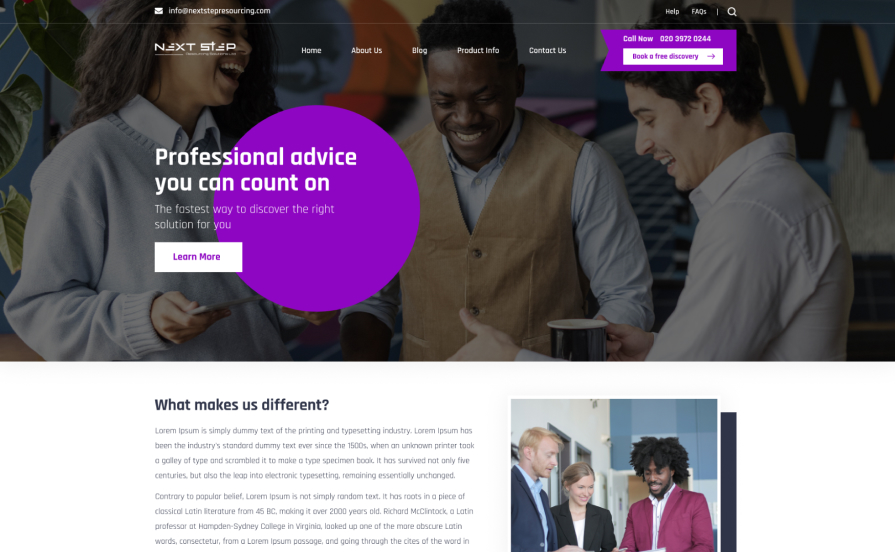 info@nextstepresourcing.com
Help FAQs |
NEXT STEP
Home About Us Blog Product Info Contact Us
Call Now 020 3972 0244
Book a free discovery
Professional advice
you can count on
The fastest way to discover the right
solution for you
Learn More
What makes us different?
Lorem Ipsum is simply dummy text of the printing and typesetting industry. Lorem Ipsum has
been the industry's standard dummy text ever since the 1500s, when an unknown printer took
a galley of type and scrambled it to make a type specimen book. It has survived not only five
centuries, but also the leap into electronic typesetting, remaining essentially unchanged.
Contrary to popular belief, Lorem Ipsum is not simply random text. It has roots in a piece of
classical Latin literature from 45 BC, making it over 2000 years old. Richard McClintock, a Latin
professor at Hampden-Sydney College in Virginia, looked up one of the more obscure Latin
words, consectetur, from a Lorem Ipsum passage, and going through the cites of the word in